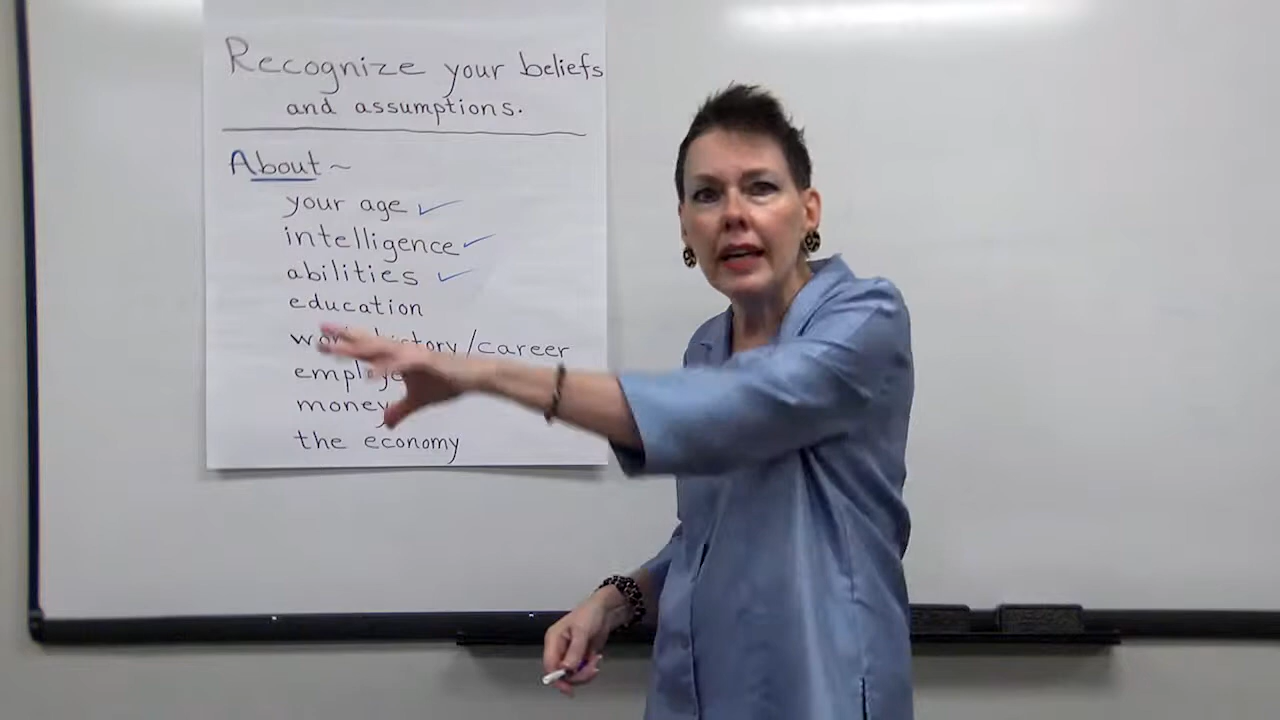 Recognize your beliefs
and assumptions.
About ~
your age ✓
intelligence ✓
abilities ✓
education
history/career
money
the economy